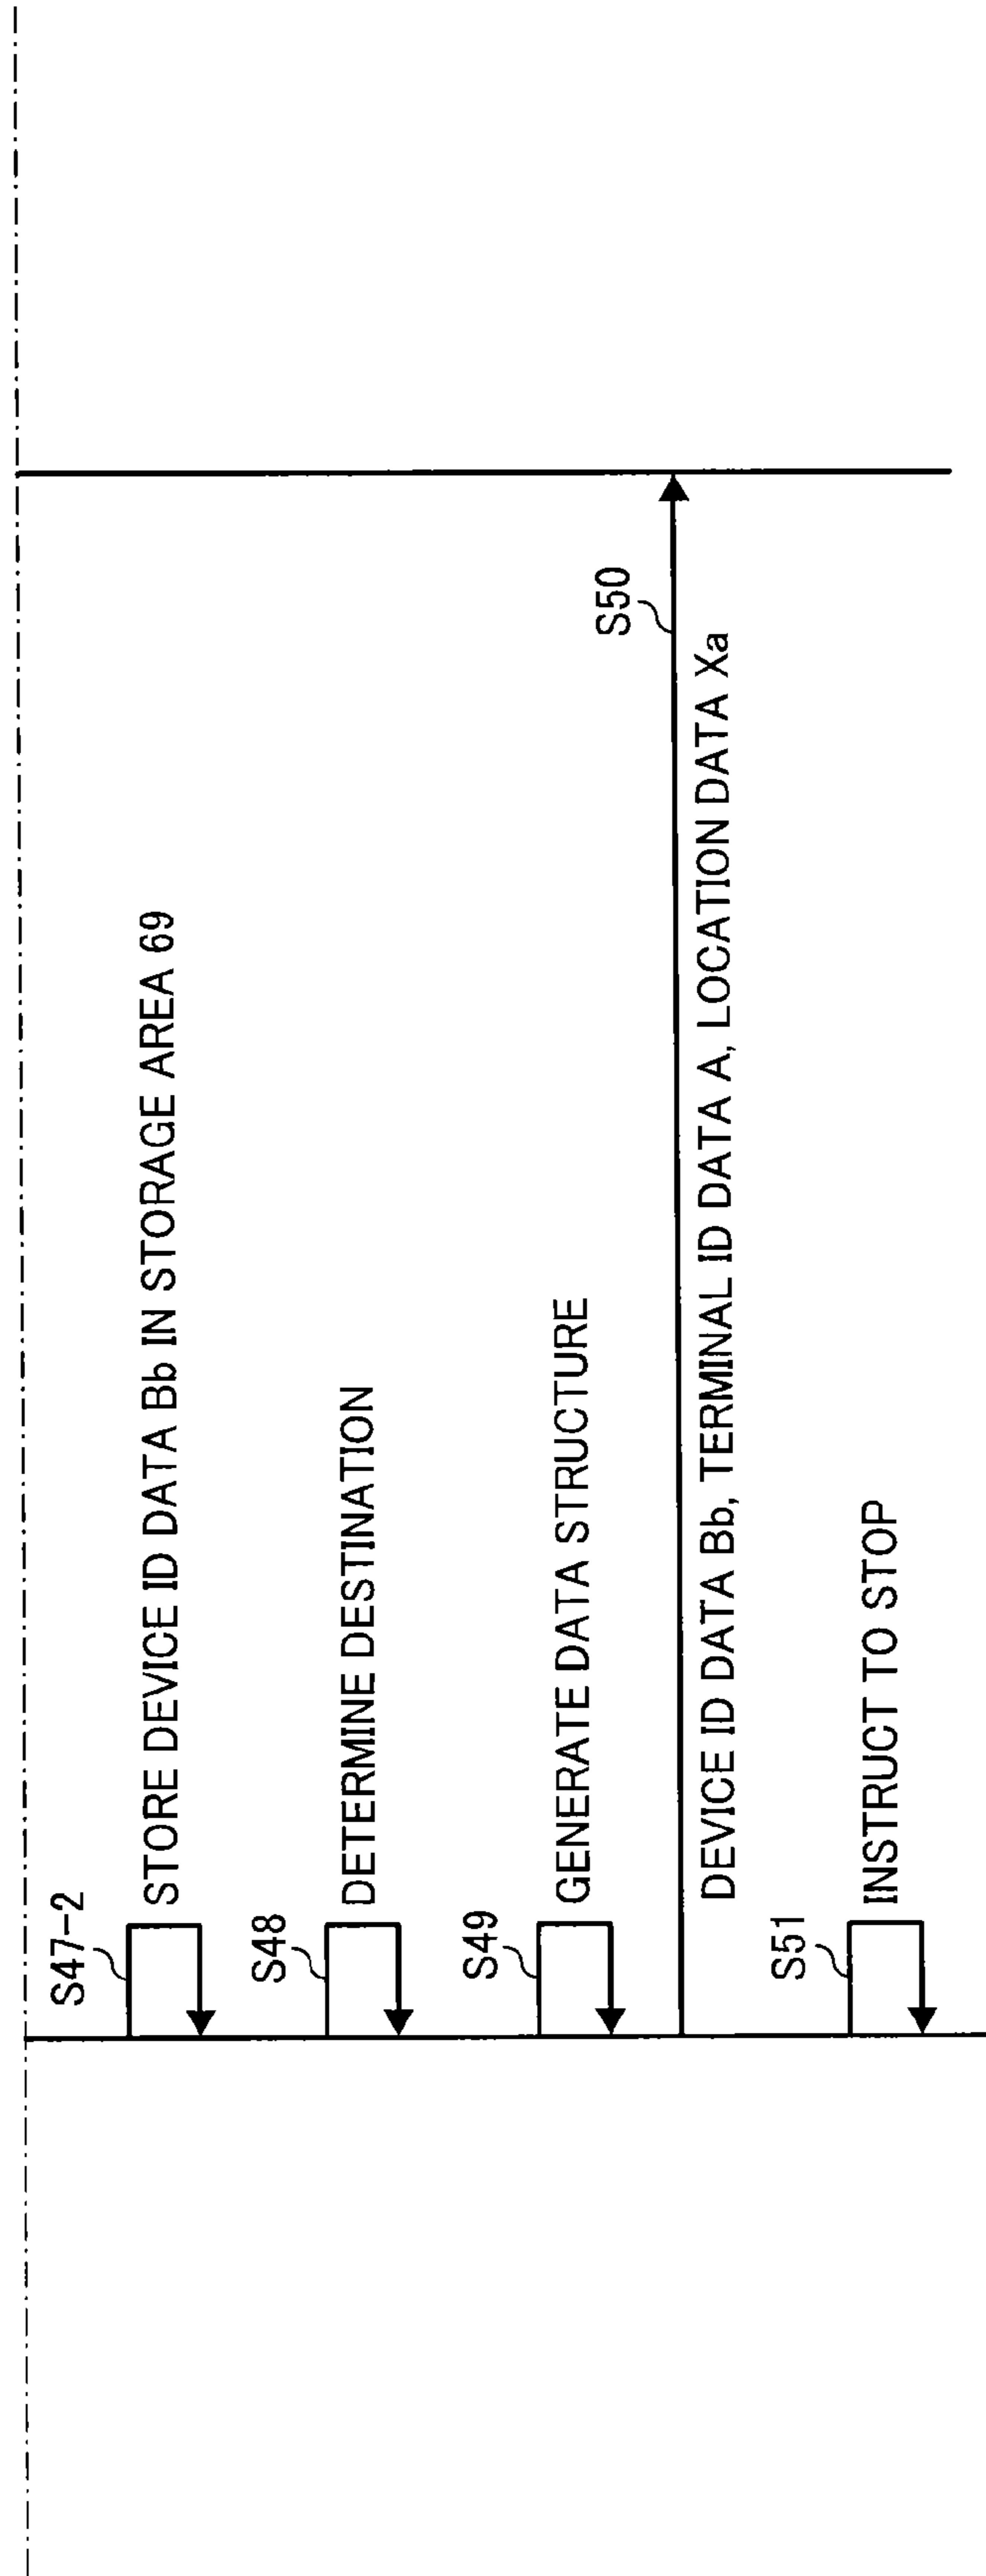 S47-2
STORE DEVICE ID DATA Bb IN STORAGE AREA 69
S48
DETERMINE DESTINATION
S49
GENERATE DATA STRUCTURE
S50
DEVICE ID DATA Bb, TERMINAL ID DATA A, LOCATION DATA Xa
S51
INSTRUCT TO STOP